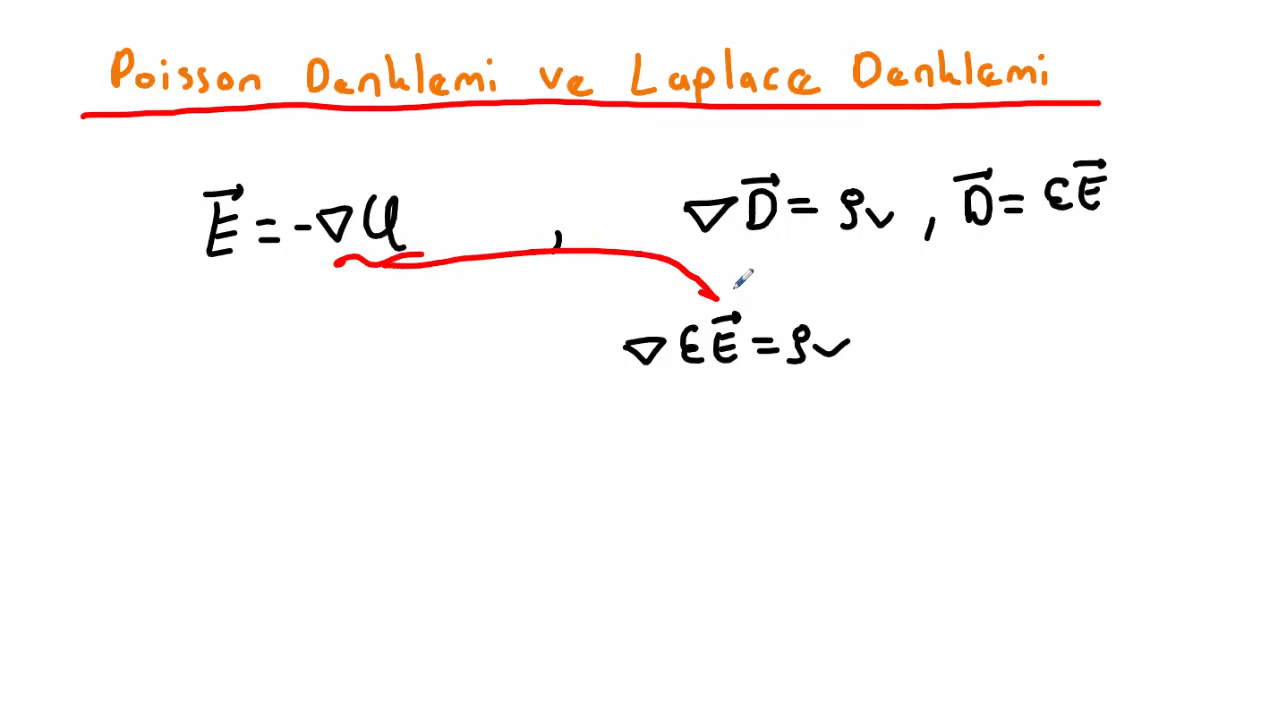 Poisson Denklemi ve Laplace Denklemi
E⃗ = -∇φ , ∇D⃗ = ρv , D⃗ = εE⃗
∇εE⃗ = ρv